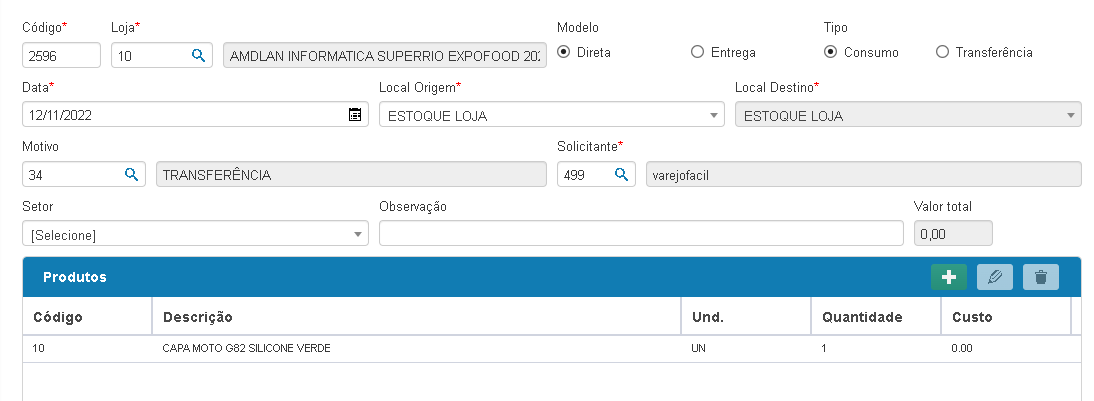 Código* Loja* Modelo Tipo
2596 10 AMDLAN INFORMATICA SUPERRIO EXPOFOOD Direta Entrega Consumo Transferência
Data* Local Origem* Local Destino*
12/11/2022 ESTOQUE LOJA ESTOQUE LOJA
Motivo Solicitante*
34 TRANSFERÊNCIA 499 varejofacil
Setor Observação Valor total
[Selecione] 0,00
Produtos
Código Descrição Und. Quantidade Custo
10 CAPA MOTO G82 SILICONE VERDE UN 1 0.00